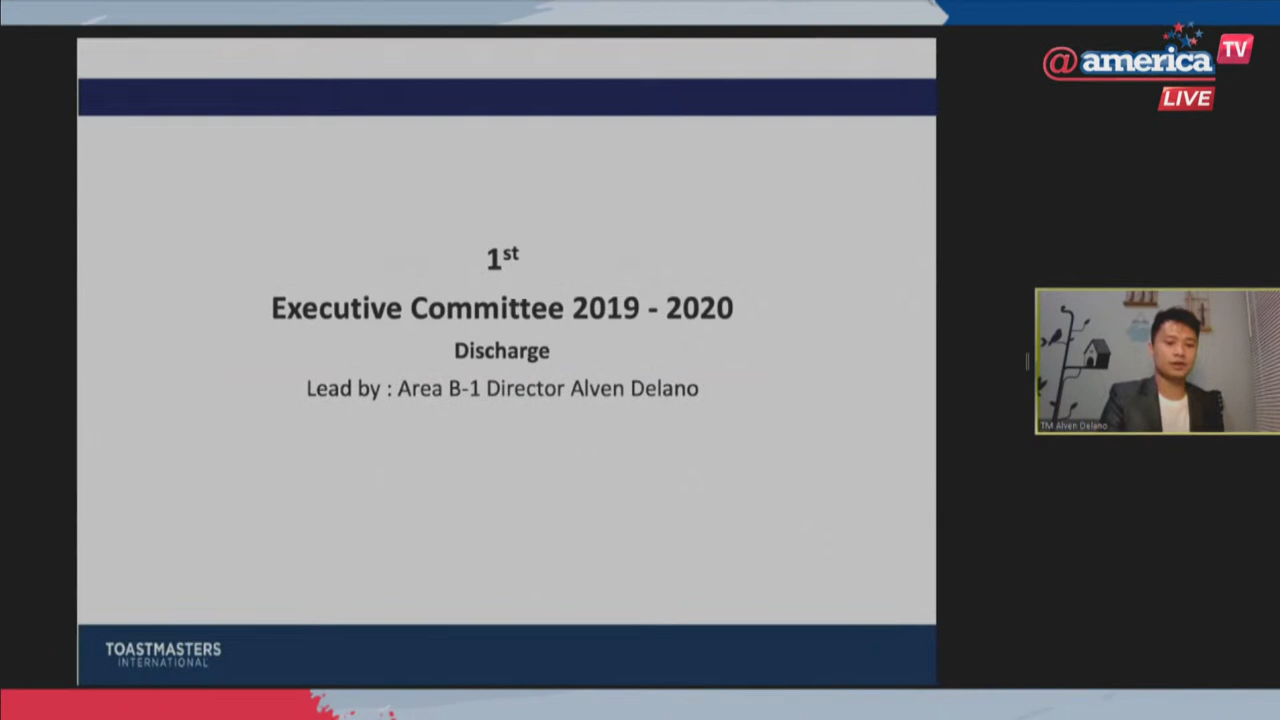 @america TV
LIVE
1st
Executive Committee 2019 - 2020
Discharge
Lead by : Area B-1 Director Alven Delano
TM Alven Delano
TOASTMASTERS
INTERNATIONAL